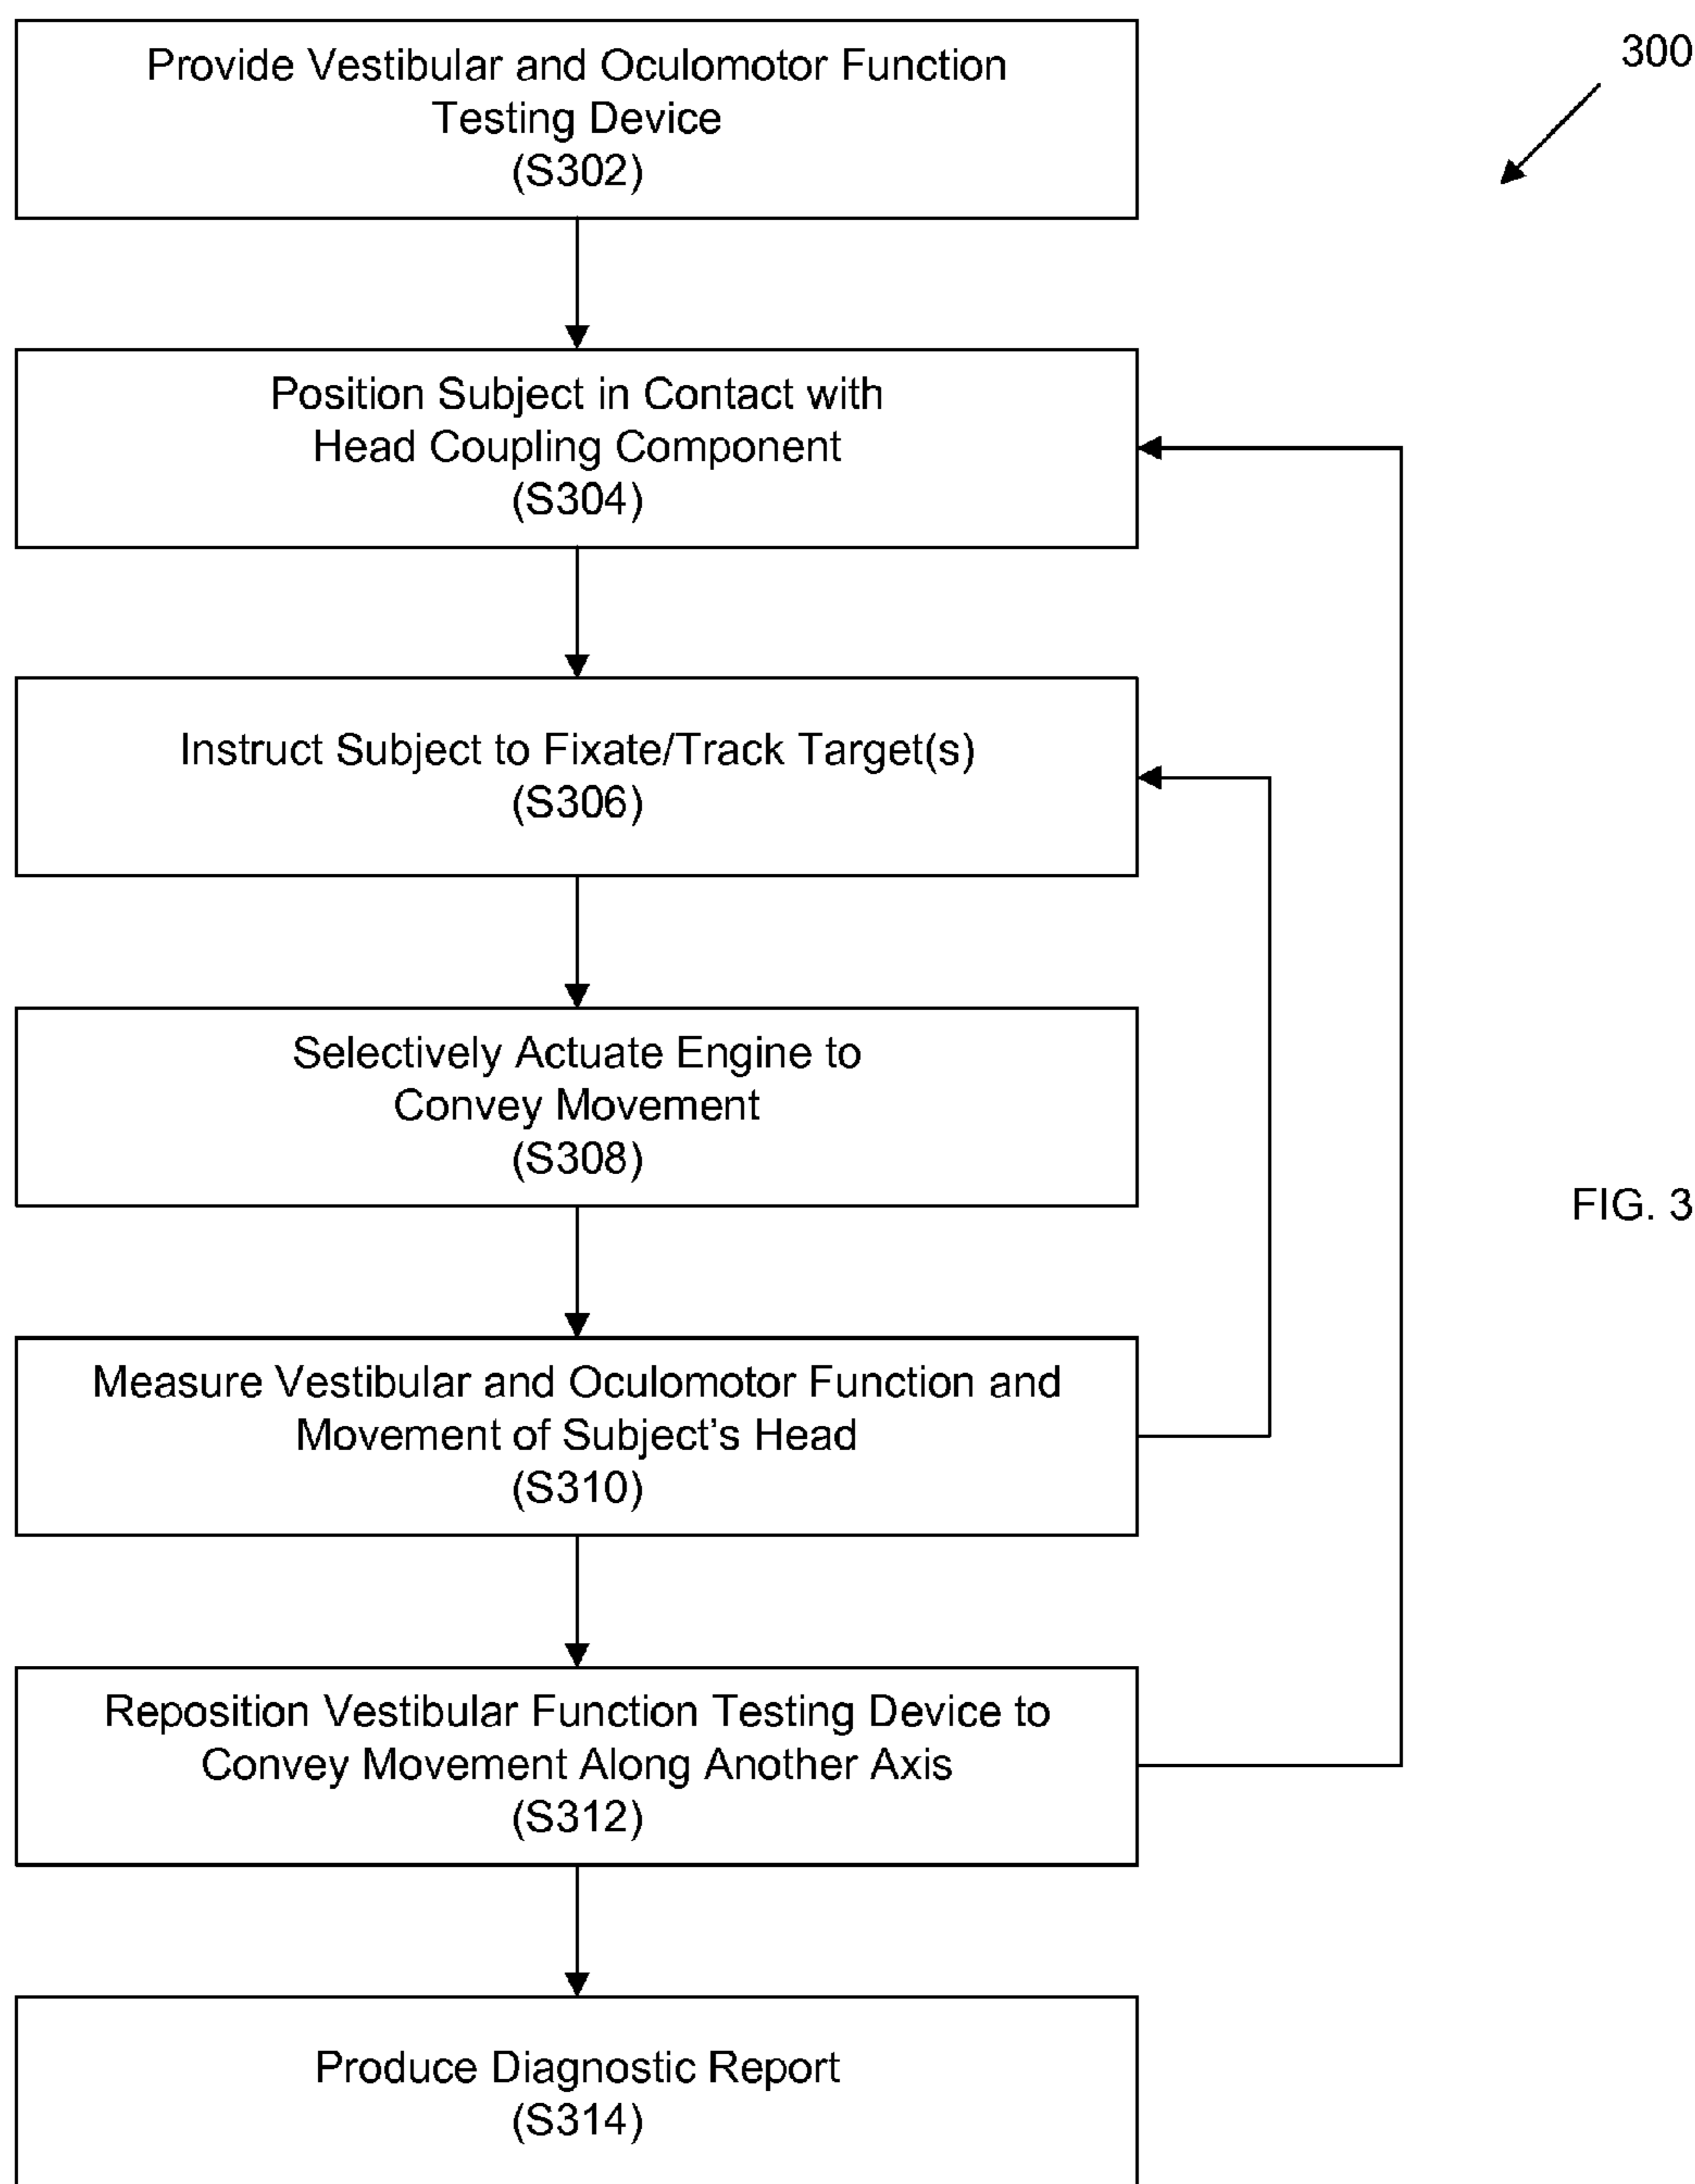 Provide Vestibular and Oculomotor Function
Testing Device
(S302)
300
Position Subject in Contact with
Head Coupling Component
(S304)
Instruct Subject to Fixate/Track Target(s)
(S306)
Selectively Actuate Engine to
Convey Movement
(S308)
FIG. 3
Measure Vestibular and Oculomotor Function and
Movement of Subject’s Head
(S310)
Reposition Vestibular Function Testing Device to
Convey Movement Along Another Axis
(S312)
Produce Diagnostic Report
(S314)